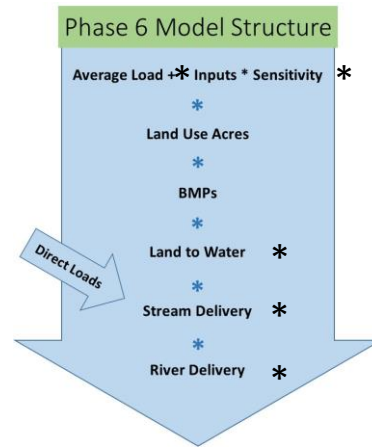 Phase 6 Model Structure
Average Load + * Inputs * Sensitivity *
*
Land Use Acres
*
BMPs
*
Land to Water *
Direct Loads
*
Stream Delivery *
*
River Delivery *